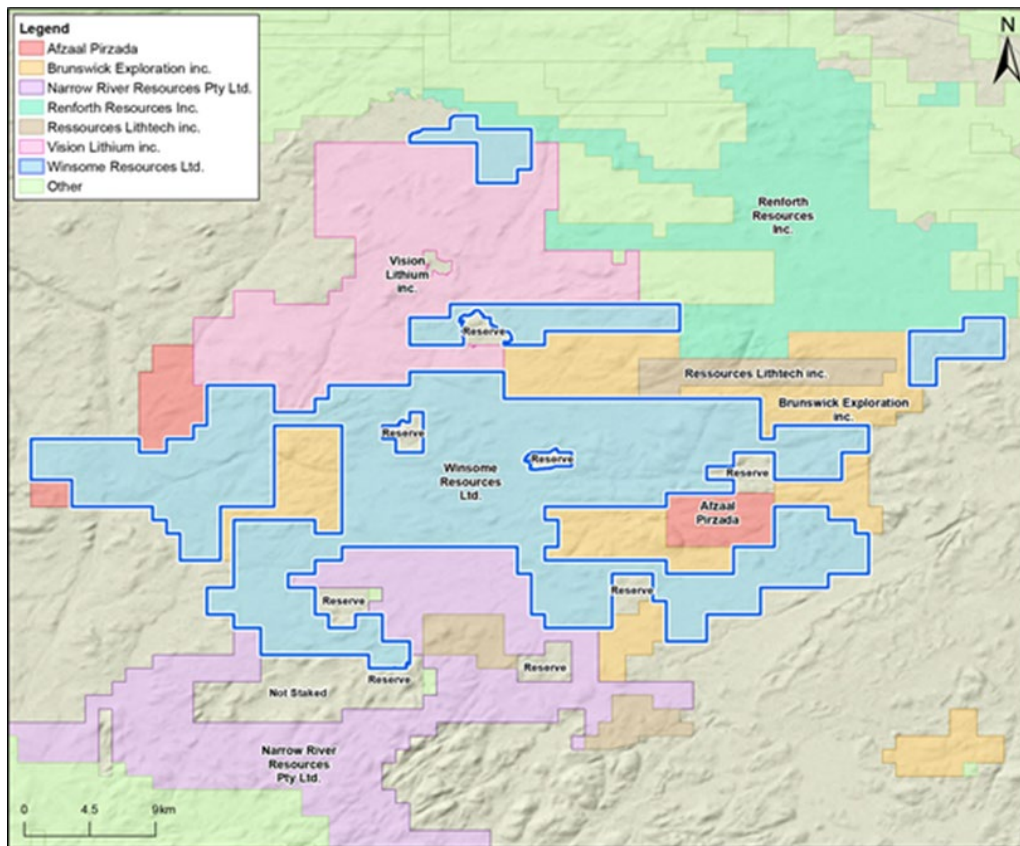 Legend
Afzaal Pirzada
Brunswick Exploration inc.
Narrow River Resources Pty Ltd.
Renforth Resources Inc.
Ressources Lithtech inc.
Vision Lithium inc.
Winsome Resources Ltd.
Other
N
Renforth
Resources
Inc.
Vision
Lithium
inc.
Reserve
Ressources Lithtech inc.
Brunswick Exploration
inc.
Reserve
Reserve
Winsome
Resources
Ltd.
Reserve
Afzaal
Pirzada
Reserve
Reserve
Reserve
Reserve
Not Staked
Narrow River
Resources
Pty Ltd.
0 4.5 9km